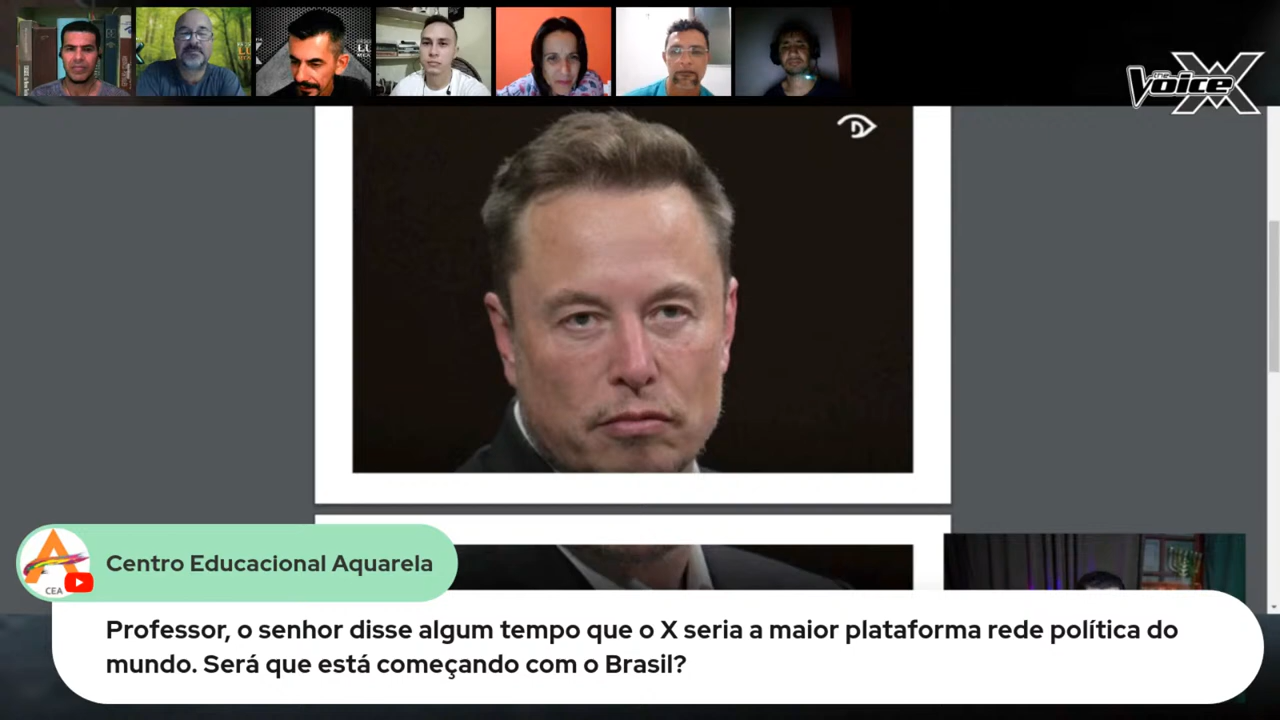 the
Voice X
Centro Educacional Aquarela
CEA
Professor, o senhor disse algum tempo que o X seria a maior plataforma rede política do
mundo. Será que está começando com o Brasil?